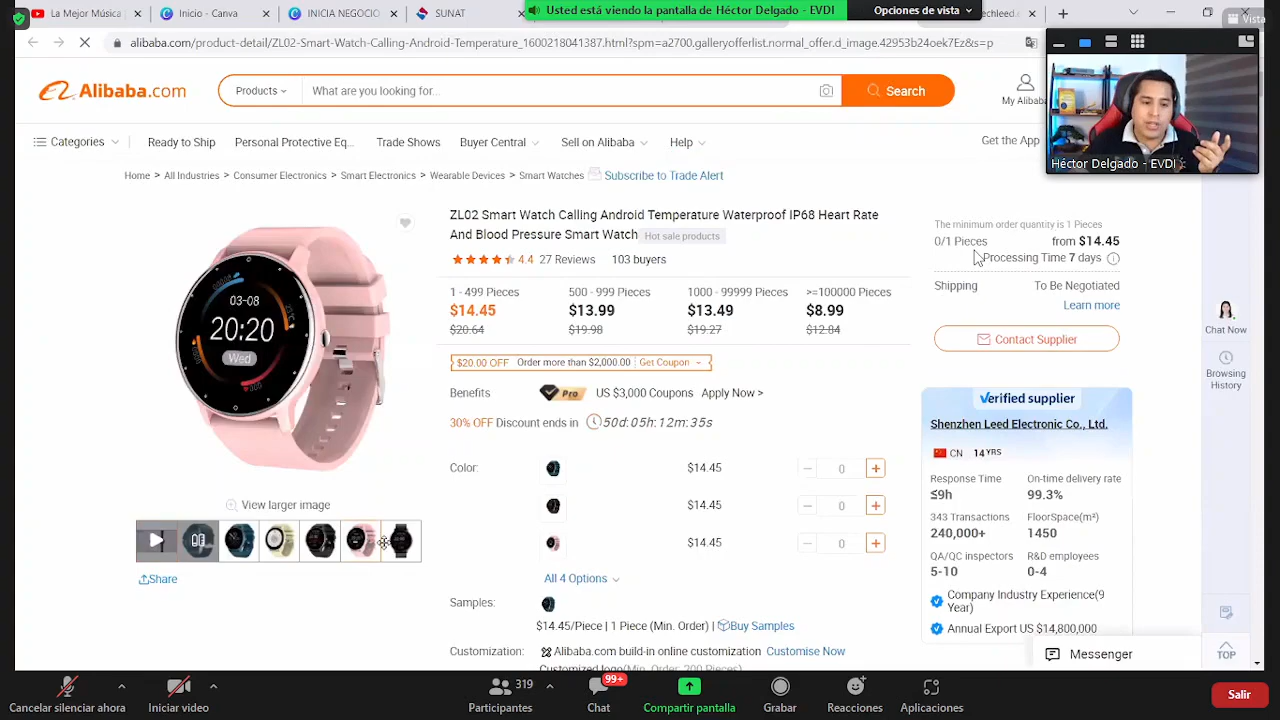 La Mejor Música
Inicio - Canva
INICIA NEGOCIO
Usted está viendo la pantalla de Héctor Delgado - EVDI
Opciones de vista
Vista
alibaba.com/product-detail/ZL02-Smart-Watch-Calling-Android-Temperature_1600218041387.html?spm=a2700.galleryofferlist.normal_offer.d_image.42953b24oek7Ez&s=p
Alibaba.com
Products
What are you looking for...
Search
My Alibaba
Categories
Ready to Ship
Personal Protective Eq...
Trade Shows
Buyer Central
Sell on Alibaba
Help
Get the App
Héctor Delgado - EVDI
Home > All Industries > Consumer Electronics > Smart Electronics > Wearable Devices > Smart Watches
Subscribe to Trade Alert
ZL02 Smart Watch Calling Android Temperature Waterproof IP68 Heart Rate
And Blood Pressure Smart Watch
Hot sale products
4.4 27 Reviews 103 buyers
1 - 499 Pieces
500 - 999 Pieces
1000 - 99999 Pieces
>=100000 Pieces
$14.45
$13.99
$13.49
$8.99
$20.64
$19.98
$19.27
$12.84
$20.00 OFF Order more than $2,000.00 Get Coupon
Benefits
Pro
US $3,000 Coupons Apply Now >
30% OFF Discount ends in 50d:05h:12m:35s
Color:
$14.45
0
$14.45
0
$14.45
0
All 4 Options
Samples:
$14.45/Piece | 1 Piece (Min. Order) | Buy Samples
Customization:
Alibaba.com build-in online customization Customise Now
Customized logo(Min. Order: 200 Pieces)
03-08
20:20
Wed
View larger image
Share
The minimum order quantity is 1 Pieces
0/1 Pieces
from $14.45
Processing Time 7 days
Shipping
To Be Negotiated
Learn more
Contact Supplier
Verified supplier
Shenzhen Leed Electronic Co., Ltd.
CN 14 YRS
Response Time
On-time delivery rate
≤9h
99.3%
343 Transactions
FloorSpace(m²)
240,000+
1450
QA/QC inspectors
R&D employees
5-10
0-4
Company Industry Experience(9
Year)
Annual Export US $14,800,000
Chat Now
Browsing
History
TOP
Messenger
Cancelar silenciar ahora
Iniciar video
319
Participantes
99+
Chat
Compartir pantalla
Grabar
Reacciones
Aplicaciones
Salir